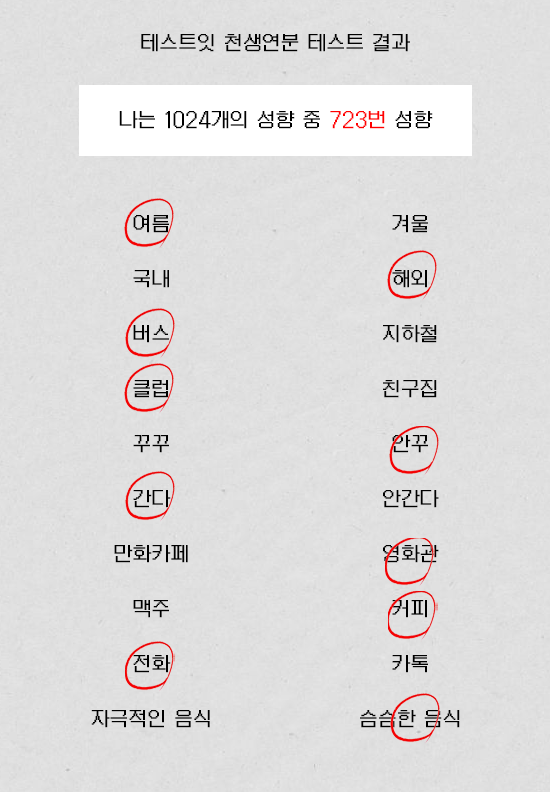 테스트잇 천생연분 테스트 결과
나는 1024개의 성향 중 723번 성향
여름 겨울
국내 해외
버스 지하철
클럽 친구집
꾸꾸 안꾸
간다 안간다
만화카페 영화관
맥주 커피
전화 카톡
자극적인 음식 슴슴한 음식